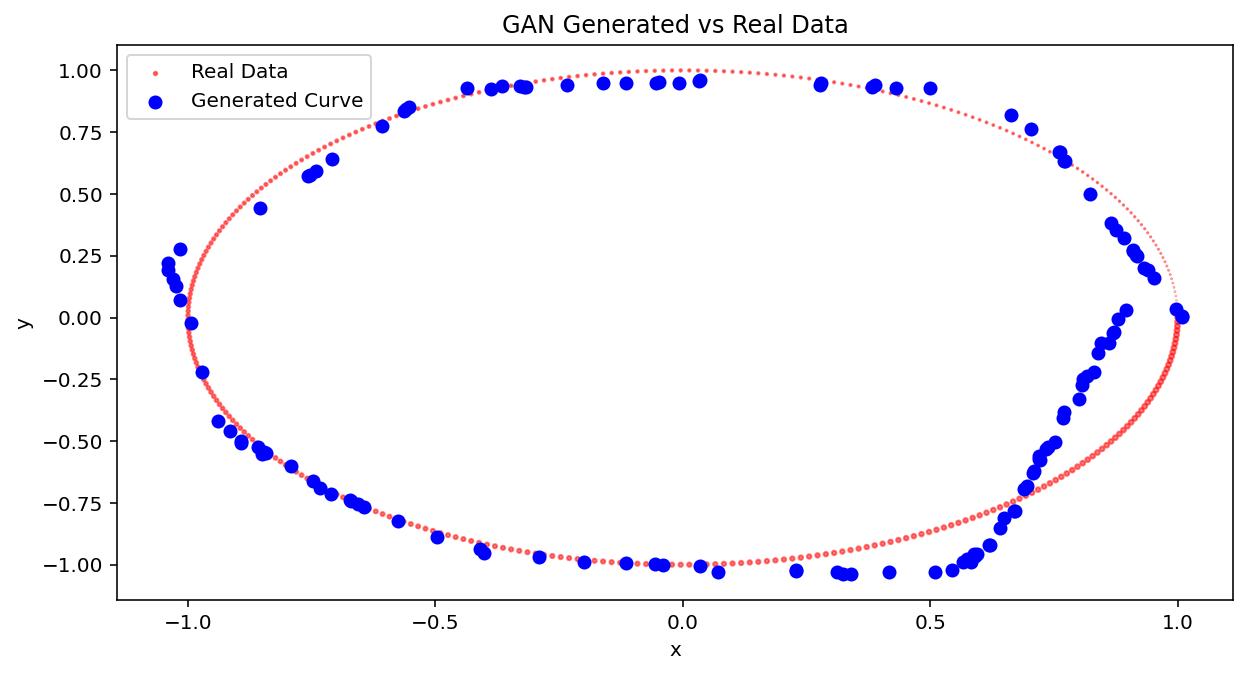 GAN Generated vs Real Data
Real Data
Generated Curve
1.00
0.75
0.50
0.25
0.00
−0.25
−0.50
−0.75
−1.00
y
−1.0 −0.5 0.0 0.5 1.0
x